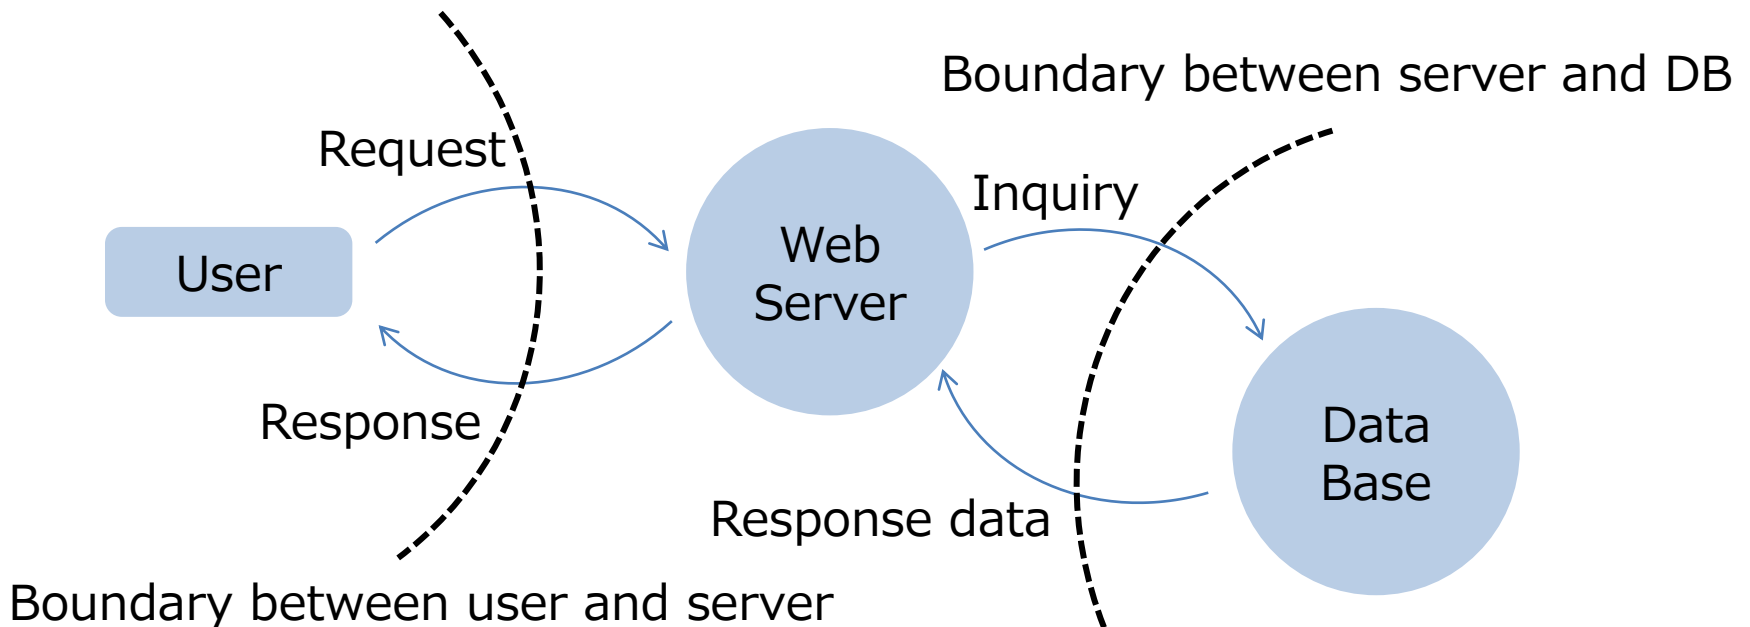 Boundary between server and DB
Request
Inquiry
User
Web
Server
Response
Data
Base
Response data
Boundary between user and server